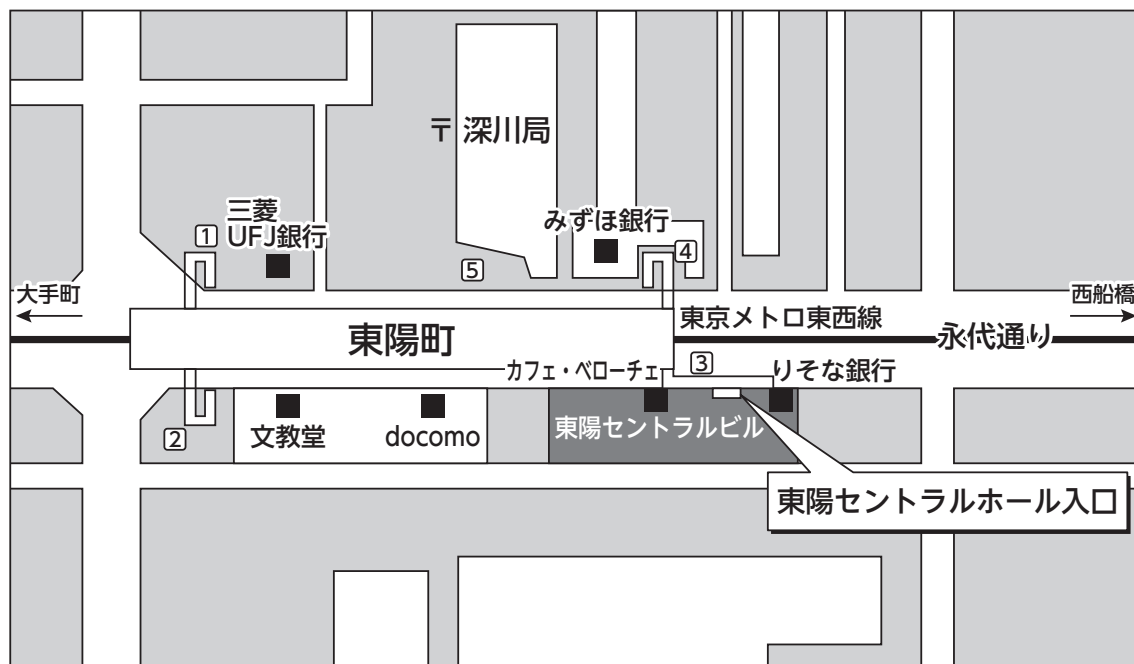 〒 深川局
三菱
UFJ銀行
1
みずほ銀行
4
5
大手町
西船橋
東京メトロ東西線
永代通り
東陽町
カフェ・ベローチェ
3
りそな銀行
2
文教堂
docomo
東陽セントラルビル
東陽セントラルホール入口